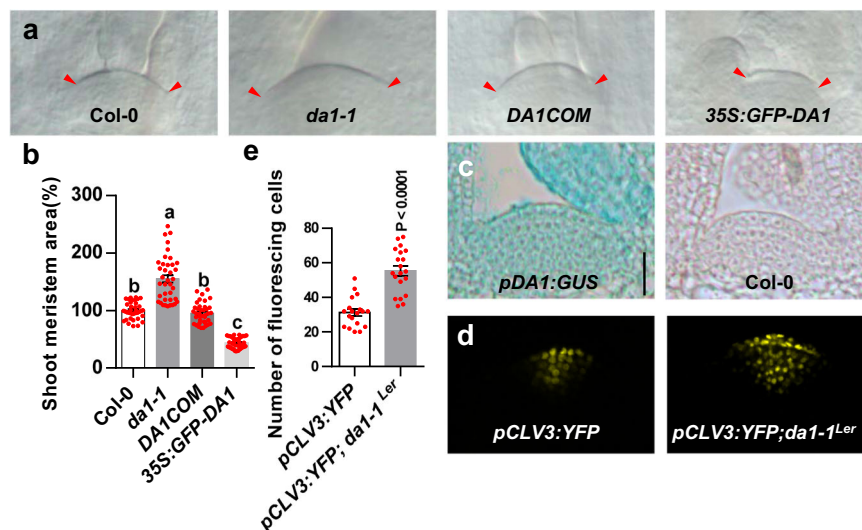 a
Col-0
da1-1
DA1COM
35S:GFP-DA1
b
Shoot meristem area(%)
300
200
100
0
a
b
b
c
Col-0
da1-1
DA1COM
35S:GFP-DA1
e
Number of fluorescing cells
80
60
40
20
0
P < 0.0001
pCLV3:YFP
pCLV3:YFP; da1-1 Ler
c
pDA1:GUS
Col-0
d
pCLV3:YFP
pCLV3:YFP;da1-1Ler